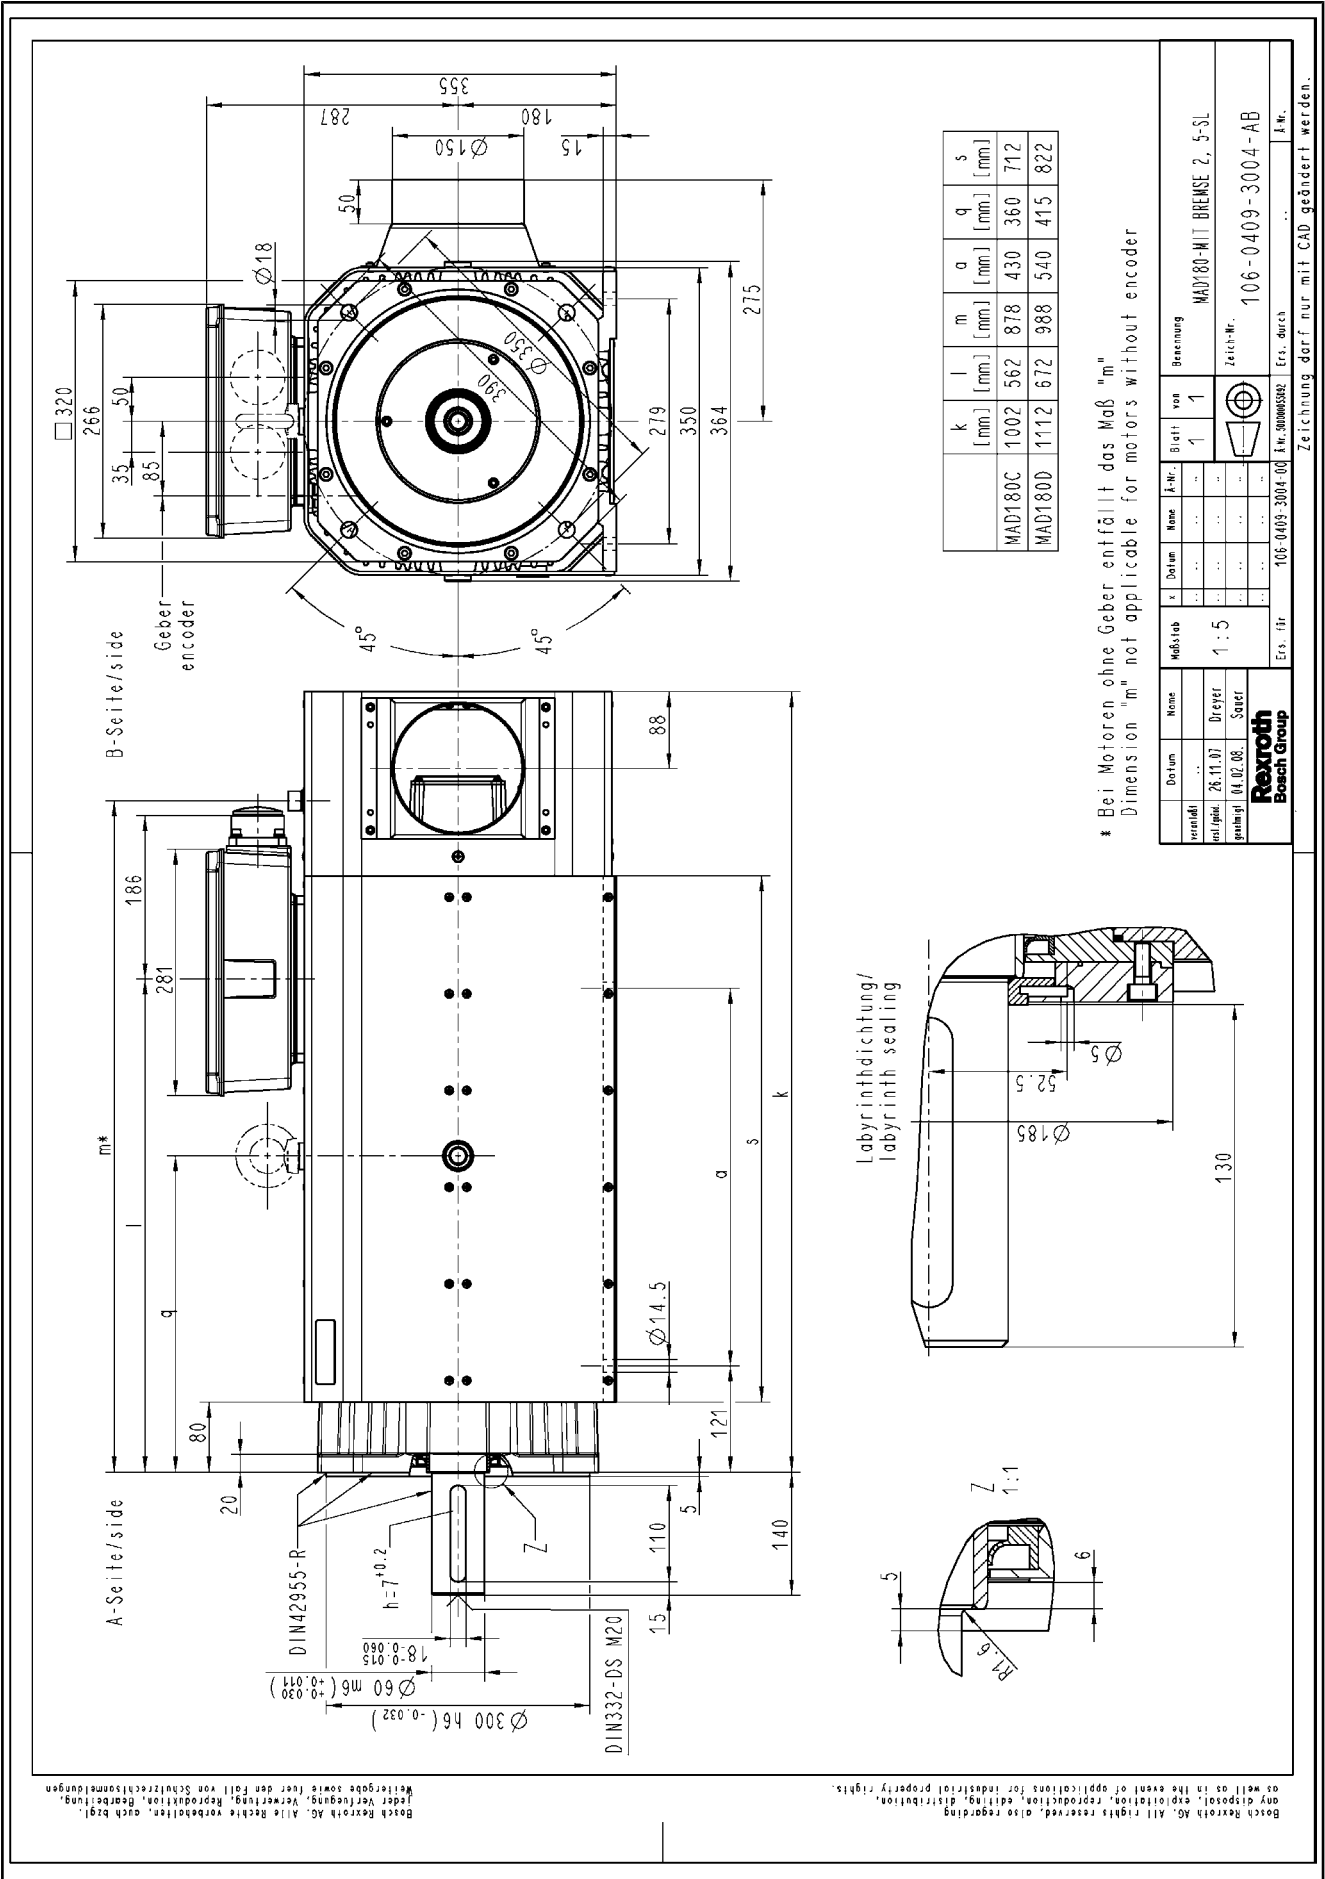 A-Seite/side
B-Seite/side
m*
l
186
q
281
80
20
DIN42955-R
h=7+0.2
Z
18 -0.015 -0.060
Ø60 m6(+0.030 +0.011)
Ø300 h6( -0.032)
DIN332-DS M20
15
110
5
140
121
Ø14.5
a
s
k
88
Geber
encoder
□320
266
35
50
85
Ø18
50
287
355
180
Ø150
15
Ø350
390
45°
45°
279
350
364
275
Z
1:1
5
6
R1.6
Labyrinthdichtung/
labyrinth sealing
52.5
Ø5
Ø185
130
k l m a q s
[mm] [mm] [mm] [mm] [mm] [mm]
MAD180C 1002 562 878 430 360 712
MAD180D 1112 672 988 540 415 822
* Bei Motoren ohne Geber entfällt das Maß "m"
Dimension "m" not applicable for motors without encoder
Datum Name
veranlaßt ..
erst./geänd. 26.11.07 Dreyer
genehmigt 04.02.08. Sauer
Rexroth
Bosch Group
Maßstab
1:5
x Datum Name Ä-Nr.
Blatt von
1 1
Benennung
MAD180-MIT BREMSE 2, 5-SL
Zeich-Nr.
106-0409-3004-AB
Ers. für 106-0409-3004-00
Ers. durch ..
Ä-Nr.
Zeichnung darf nur mit CAD geändert werden.
Bosch Rexroth AG. Alle Rechte vorbehalten, auch bzgl.
jeder Verfuegung, Verwertung, Reproduktion, Bearbeitung,
Weitergabe sowie fuer den Fall von Schutzrechtsanmeldungen
Bosch Rexroth AG. All rights reserved, also regarding
any disposal, exploitation, reproduction, editing, distribution,
as well as in the event of applications for industrial property rights.